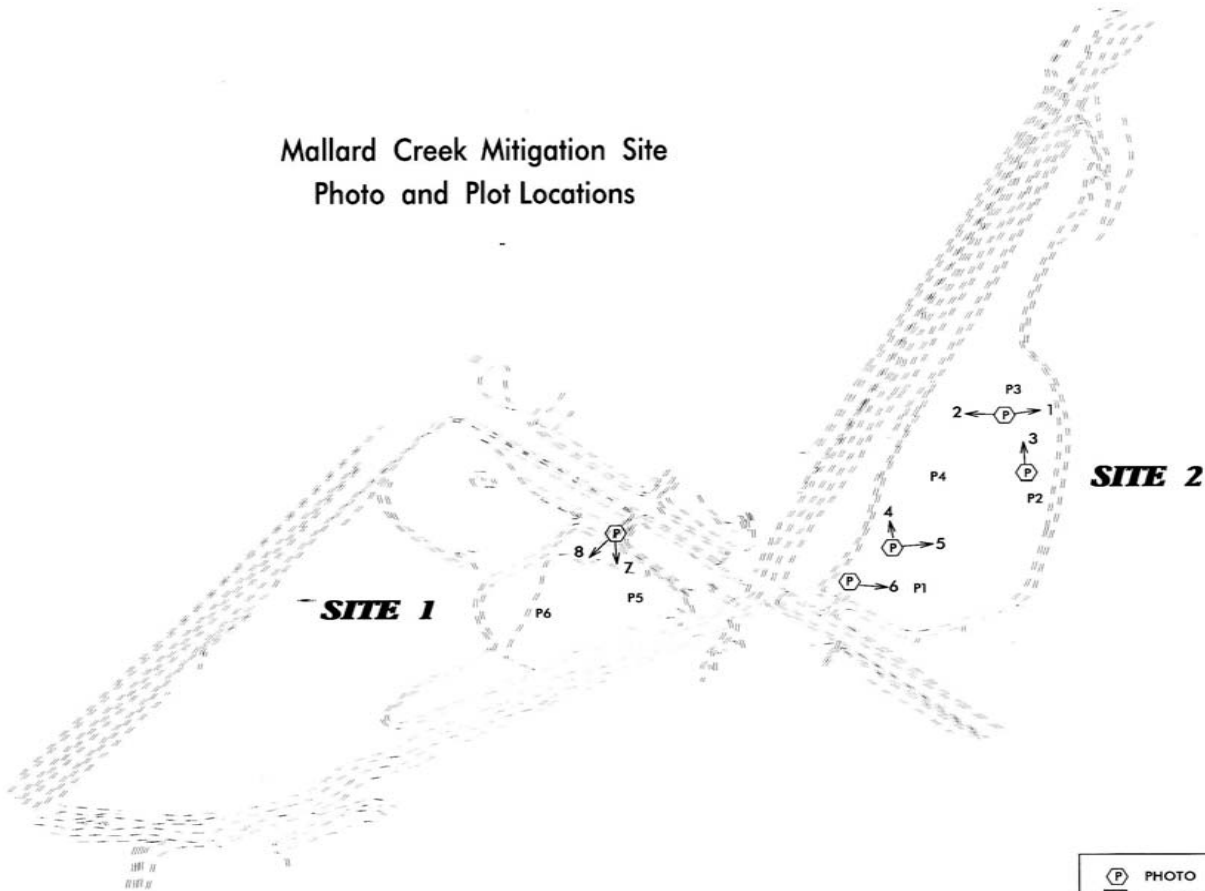 Mallard Creek Mitigation Site
Photo and Plot Locations
P3
2 P 1
3
P
P4
SITE 2
P2
4
P 5
P
8 7
P 6 P1
P5
P6
SITE 1
P PHOTO